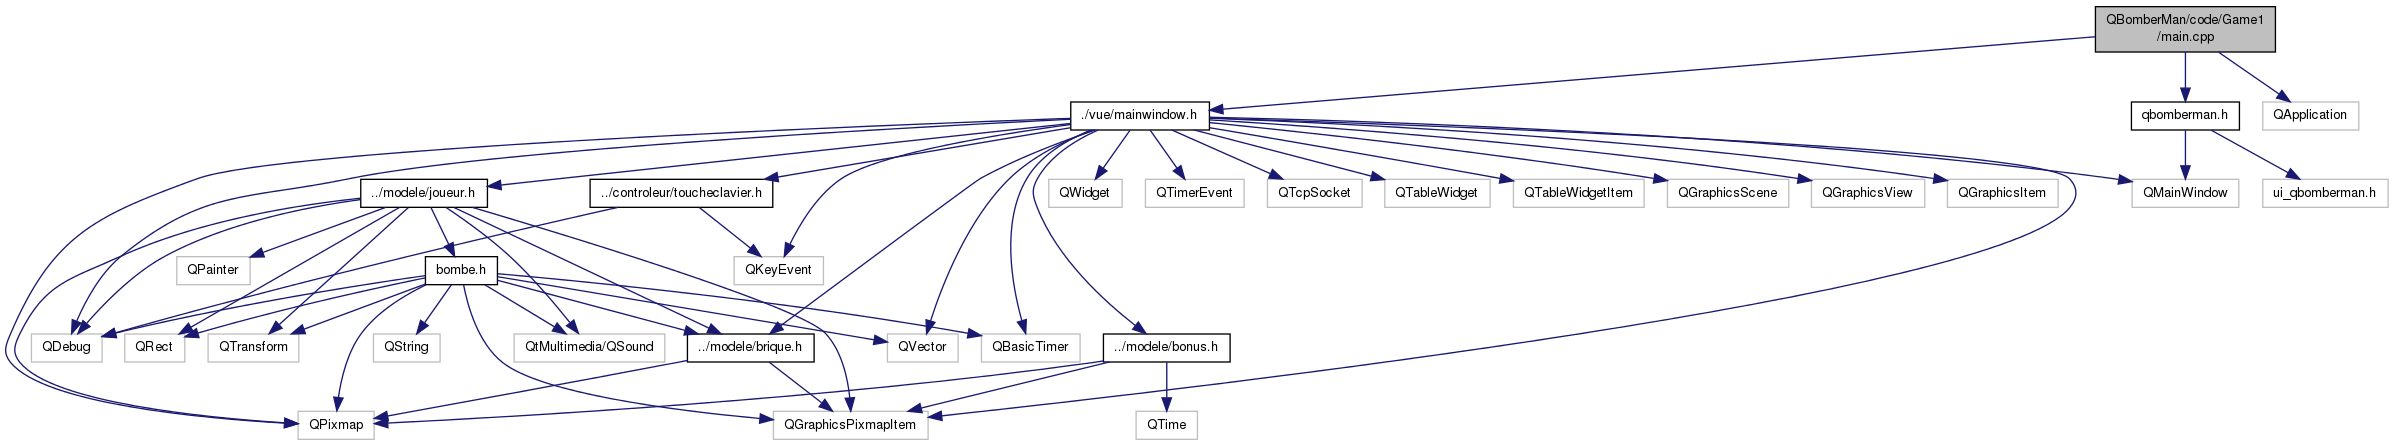 QBomberMan/code/Game1
/main.cpp
./vue/mainwindow.h
qbomberman.h
QApplication
../modele/joueur.h
../controleur/toucheclavier.h
QWidget
QTimerEvent
QTcpSocket
QTableWidget
QTableWidgetItem
QGraphicsScene
QGraphicsView
QGraphicsItem
QMainWindow
ui_qbomberman.h
QPainter
bombe.h
QKeyEvent
QDebug
QRect
QTransform
QString
QtMultimedia/QSound
../modele/brique.h
QVector
QBasicTimer
../modele/bonus.h
QPixmap
QGraphicsPixmapItem
QTime